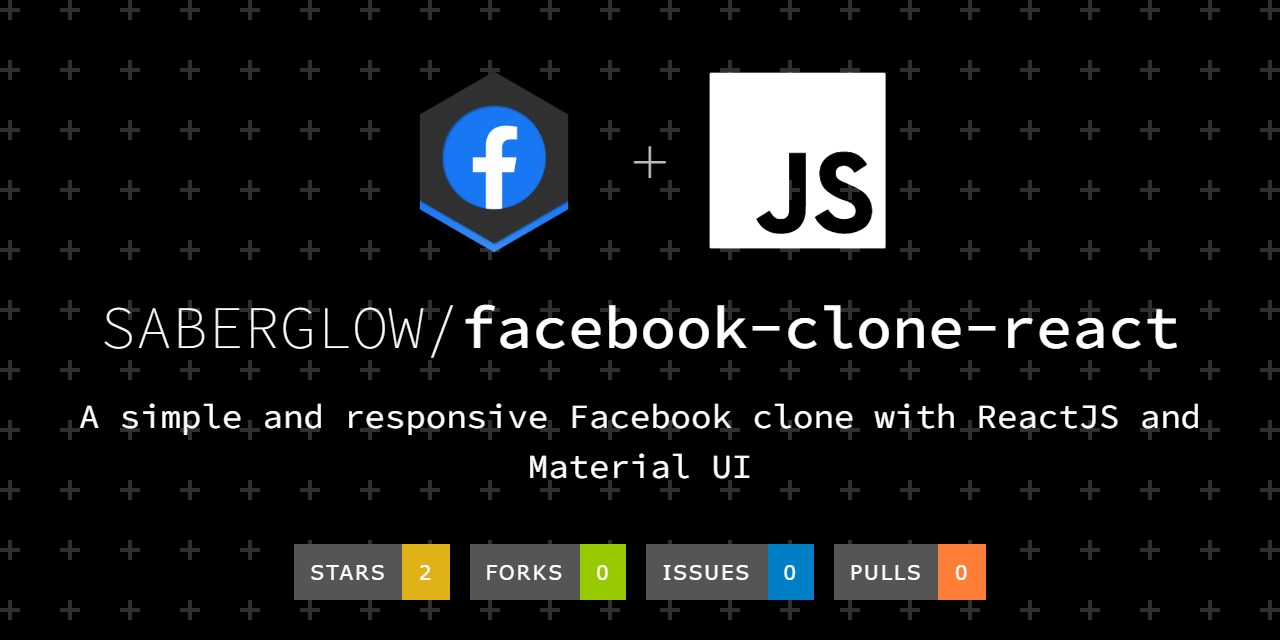 f
+
JS
SABERGLOW/facebook-clone-react
A simple and responsive Facebook clone with ReactJS and
Material UI
STARS 2 FORKS 0 ISSUES 0 PULLS 0